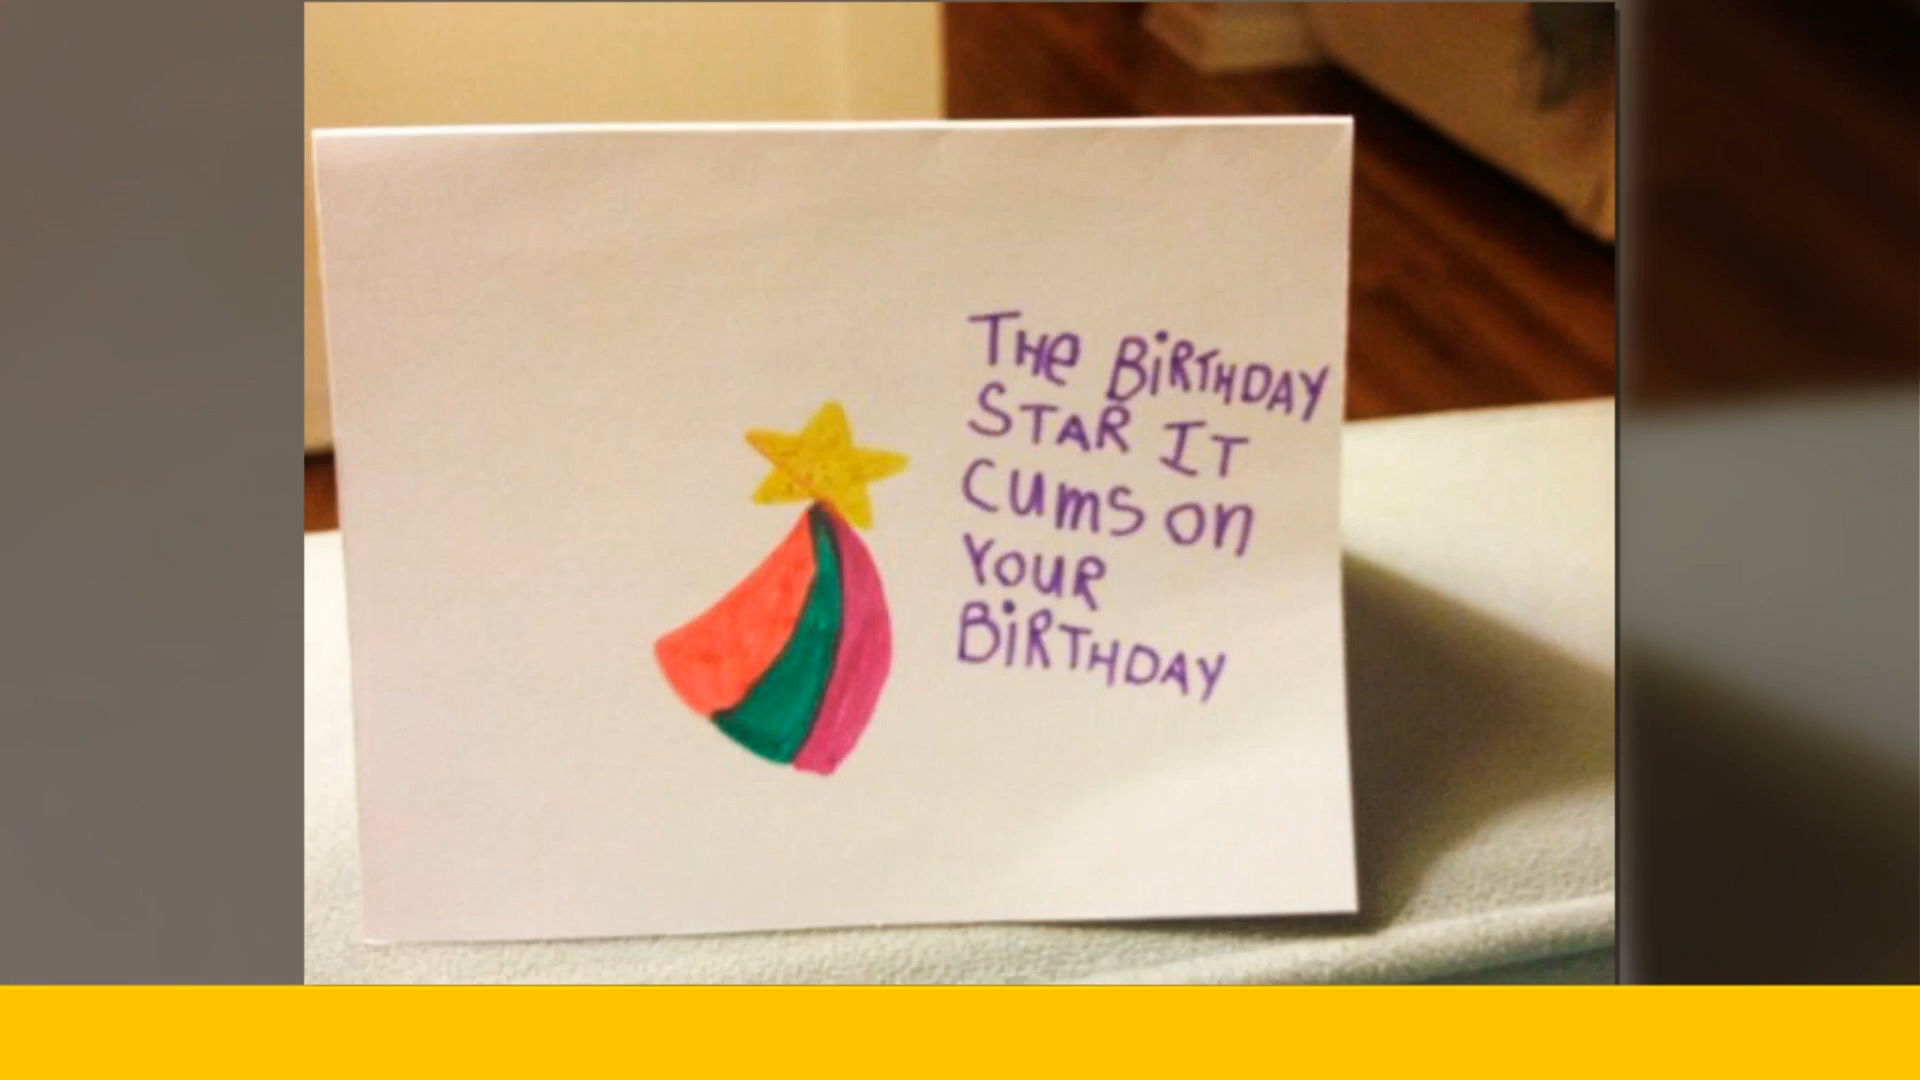 THe BiRTHDAY
STAR IT
Cums on
YouR
BiRTHDAY